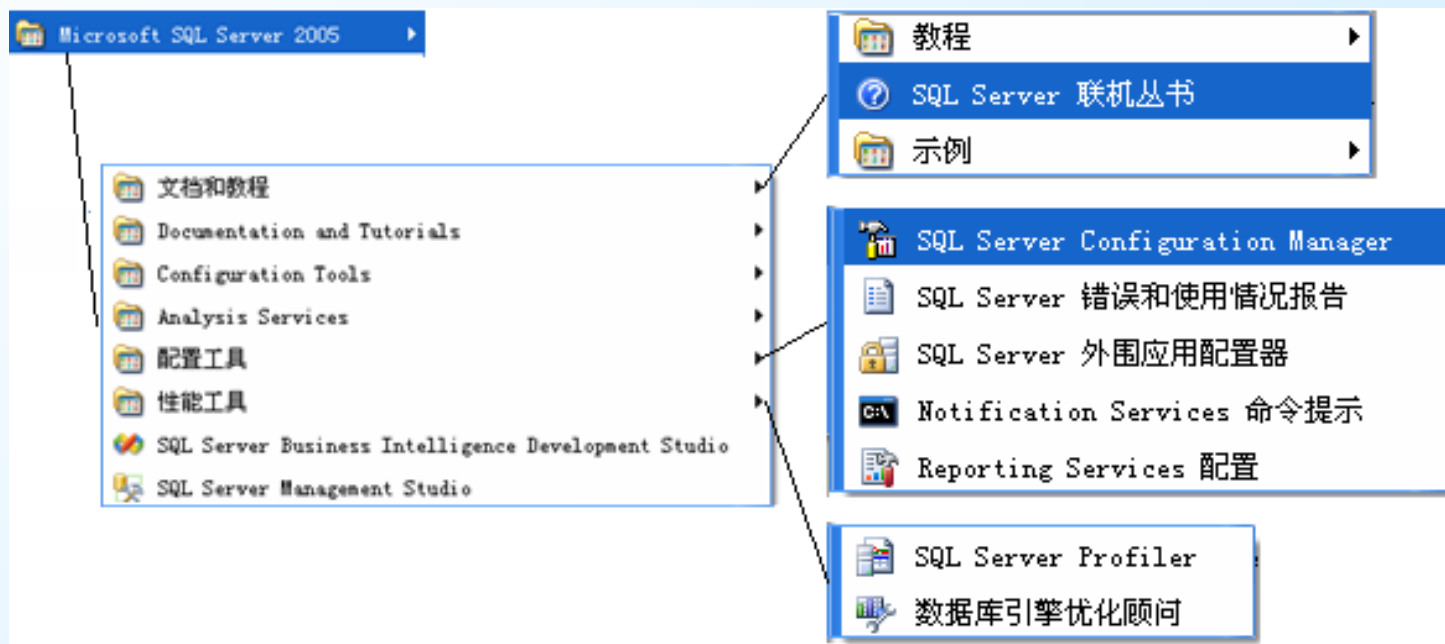 Microsoft SQL Server 2005
文档和教程
Documentation and Tutorials
Configuration Tools
Analysis Services
配置工具
性能工具
SQL Server Business Intelligence Development Studio
SQL Server Management Studio
教程
SQL Server 联机丛书
示例
SQL Server Configuration Manager
SQL Server 错误和使用情况报告
SQL Server 外围应用配置器
Notification Services 命令提示
Reporting Services 配置
SQL Server Profiler
数据库引擎优化顾问